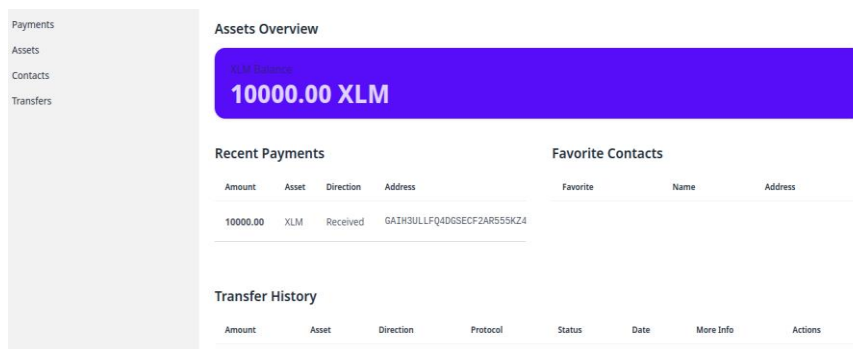 Payments
Assets
Contacts
Transfers
Assets Overview
XLM Balance
10000.00 XLM
Recent Payments
Amount Asset Direction Address
10000.00 XLM Received GAIH3ULLFQ4DGSECF2AR555KZ4
Favorite Contacts
Favorite Name Address
Transfer History
Amount Asset Direction Protocol Status Date More Info Actions